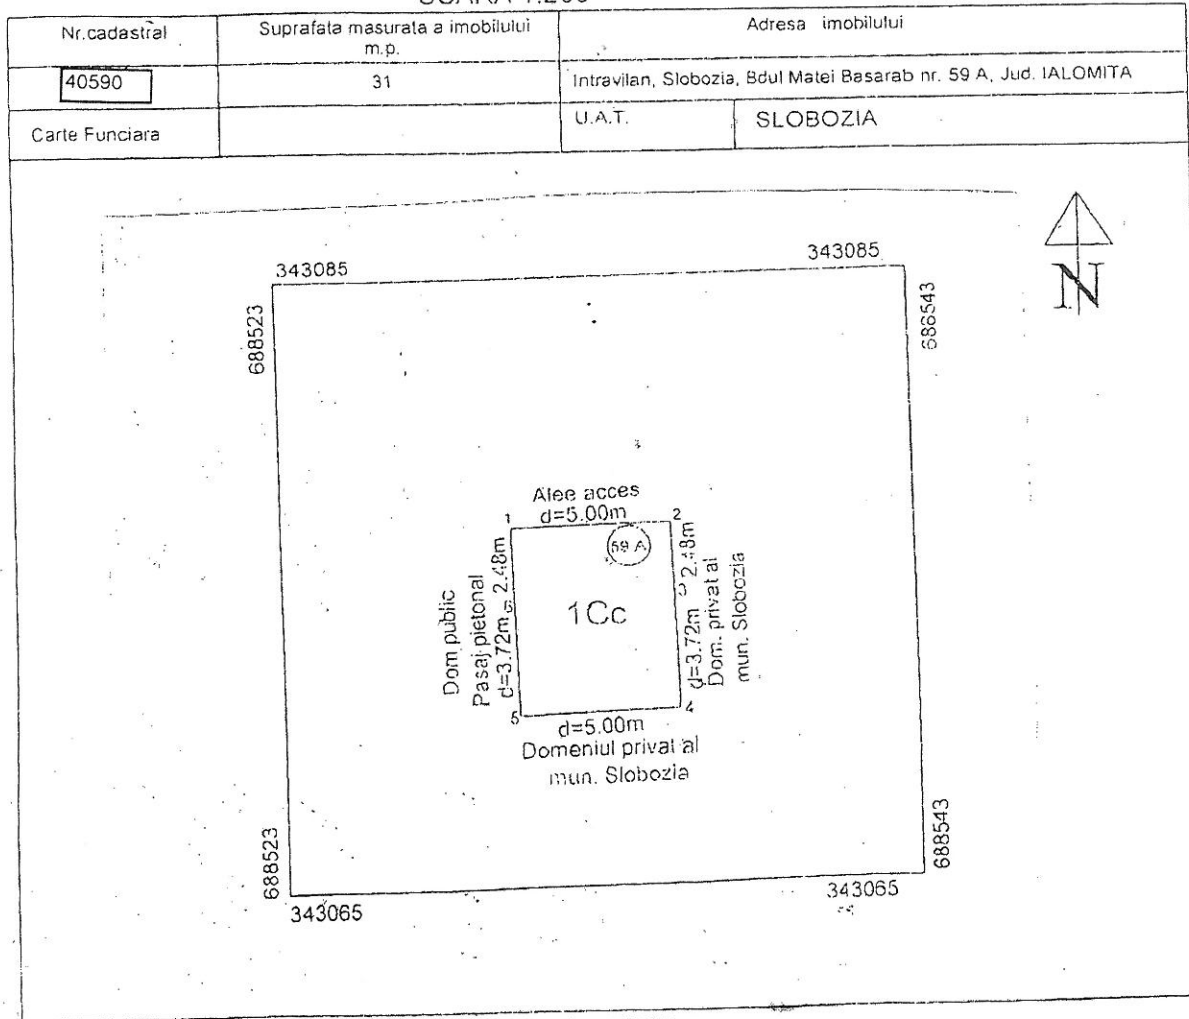 Nr.cadastral
Suprafata masurata a imobilului
m.p.
Adresa imobilului
40590
31
Intravilan, Slobozia, Bdul Matei Basarab nr. 59 A, Jud. IALOMITA
Carte Funciara
U.A.T.
SLOBOZIA
343085
343085
688523
688543
N
Alee acces
d=5.00m
1
2
59 A
Dom public
Pasaj pietonal
d=3.72m
2.48m
1Cc
d=3.72m
2.48m
Dom. privat al
mun. Slobozia
5
4
d=5.00m
Domeniul privat al
mun. Slobozia
688523
688543
343065
343065